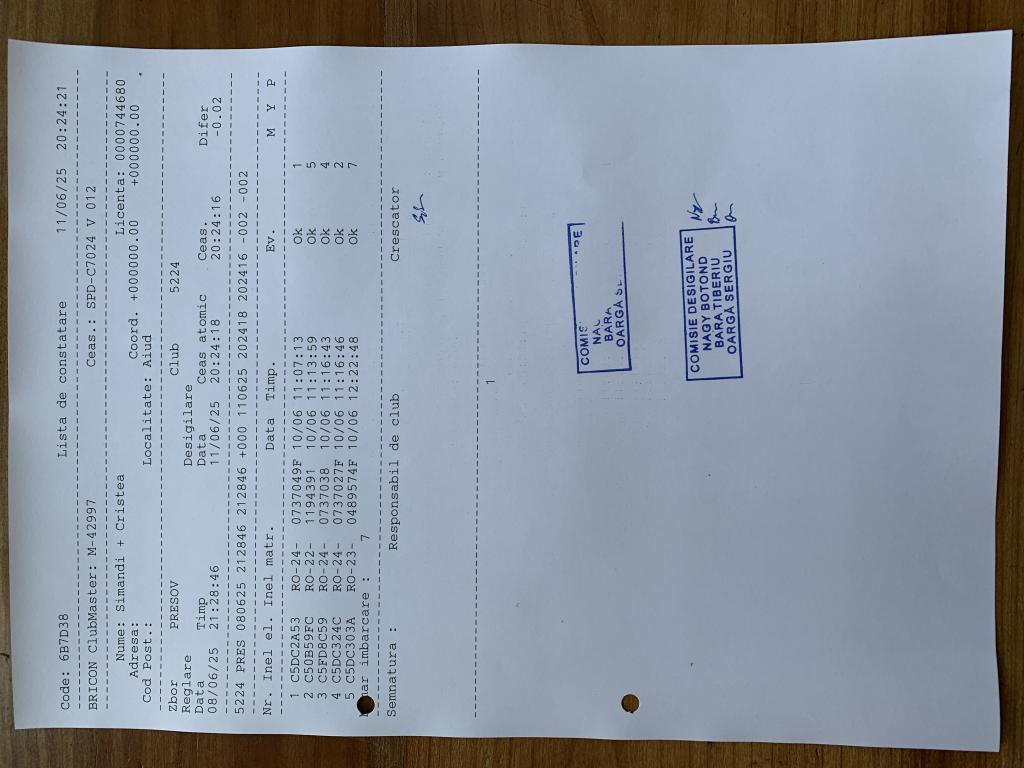 Code: 6B7D38 Lista de constatare 11/06/25 20:24:21
BRICON ClubMaster: M-42997 Ceas.: SPD-C7024 V 012
Nume: Simandi + Cristea Licenta: 0000744680
Adresa: Coord. +000000.00 +000000.00
Cod Post.: Localitate: Aiud
Zbor PRESOV Club 5224
Reglare Desigilare
Data Timp Data Ceas atomic Ceas. Difer
08/06/25 21:28:46 11/06/25 20:24:18 20:24:16 -0.02
5224 PRES 080625 212846 212846 +000 110625 202418 202416 -002 -002
Nr. Inel el. Inel matr. Data Timp. Ev. M Y P
1 C5DC2A53 RO-24- 0737049F 10/06 11:07:13 Ok 1
2 C50B59FC RO-22- 1194391 10/06 11:13:59 Ok 5
3 C5FD8C59 RO-24- 0737038 10/06 11:16:43 Ok 4
4 C5DC324C RO-24- 0737027F 10/06 11:16:46 Ok 2
5 C5DC303A RO-23- 0489574F 10/06 12:22:48 Ok 7
imbarcare : 7
Semnatura : Responsabil de club Crescator
1
COMIS
BARA
OARGĂ
COMISIE DESIGILARE
NAGY BOTOND
BARA TIBERIU
OARGĂ SERGIU